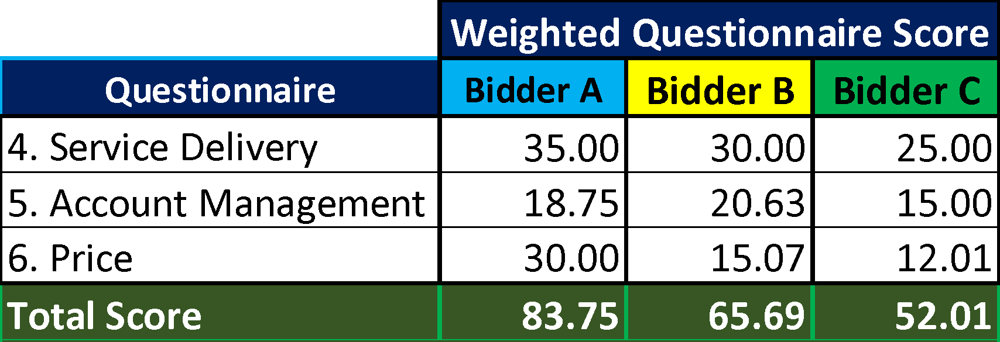 Weighted Questionnaire Score
Questionnaire Bidder A Bidder B Bidder C
4. Service Delivery 35.00 30.00 25.00
5. Account Management 18.75 20.63 15.00
6. Price 30.00 15.07 12.01
Total Score 83.75 65.69 52.01